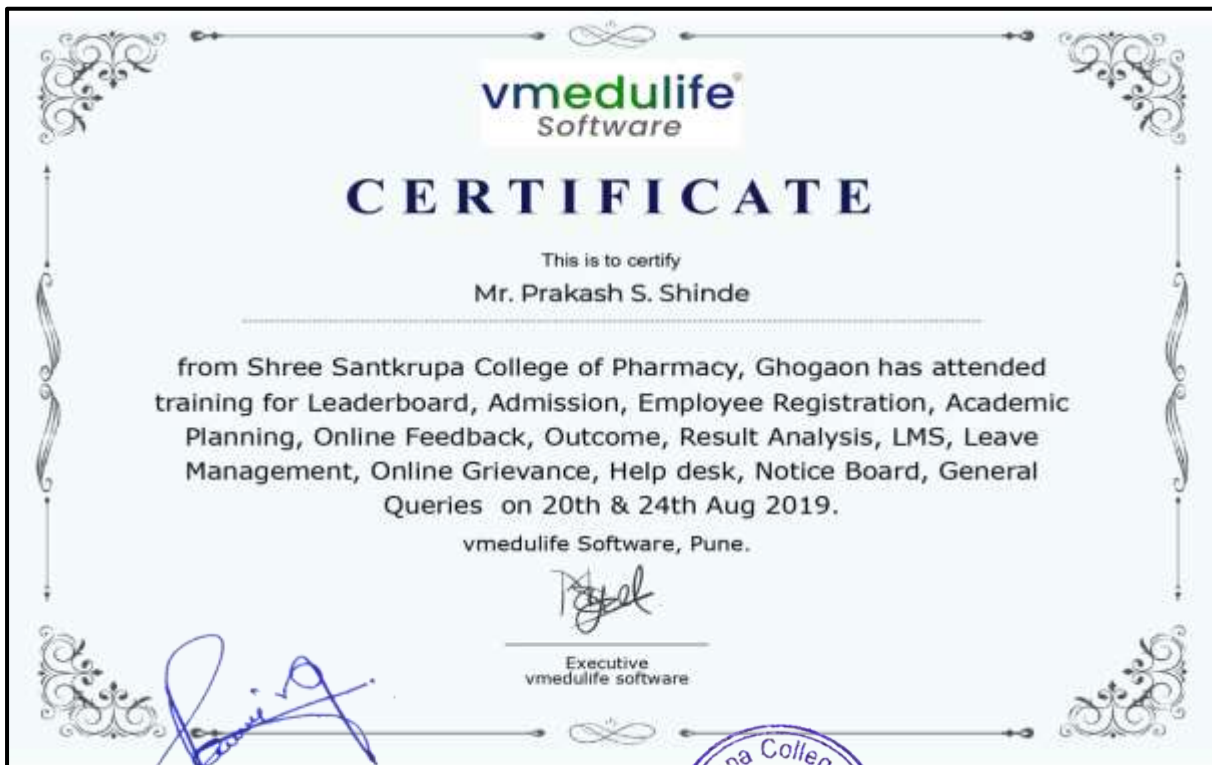 vmedulife®
Software
CERTIFICATE
This is to certify
Mr. Prakash S. Shinde
from Shree Santkrupa College of Pharmacy, Ghogaon has attended
training for Leaderboard, Admission, Employee Registration, Academic
Planning, Online Feedback, Outcome, Result Analysis, LMS, Leave
Management, Online Grievance, Help desk, Notice Board, General
Queries on 20th & 24th Aug 2019.
vmedulife Software, Pune.
Executive
vmedulife software